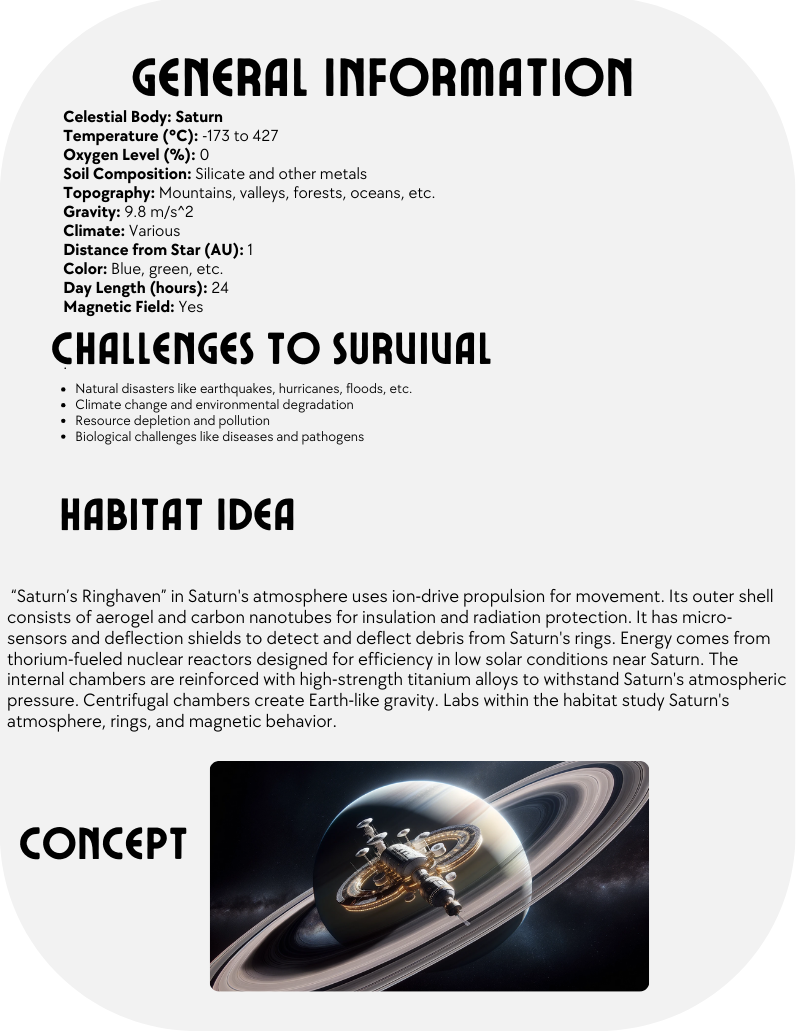 GENERAL INFORMATION
Celestial Body: Saturn
Temperature (°C): -173 to 427
Oxygen Level (%): 0
Soil Composition: Silicate and other metals
Topography: Mountains, valleys, forests, oceans, etc.
Gravity: 9.8 m/s^2
Climate: Various
Distance from Star (AU): 1
Color: Blue, green, etc.
Day Length (hours): 24
Magnetic Field: Yes
CHALLENGES TO SURVIVAL
• Natural disasters like earthquakes, hurricanes, floods, etc.
• Climate change and environmental degradation
• Resource depletion and pollution
• Biological challenges like diseases and pathogens
HABITAT IDEA
“Saturn’s Ringhaven” in Saturn's atmosphere uses ion-drive propulsion for movement. Its outer shell
consists of aerogel and carbon nanotubes for insulation and radiation protection. It has micro-
sensors and deflection shields to detect and deflect debris from Saturn's rings. Energy comes from
thorium-fueled nuclear reactors designed for efficiency in low solar conditions near Saturn. The
internal chambers are reinforced with high-strength titanium alloys to withstand Saturn's atmospheric
pressure. Centrifugal chambers create Earth-like gravity. Labs within the habitat study Saturn's
atmosphere, rings, and magnetic behavior.
CONCEPT